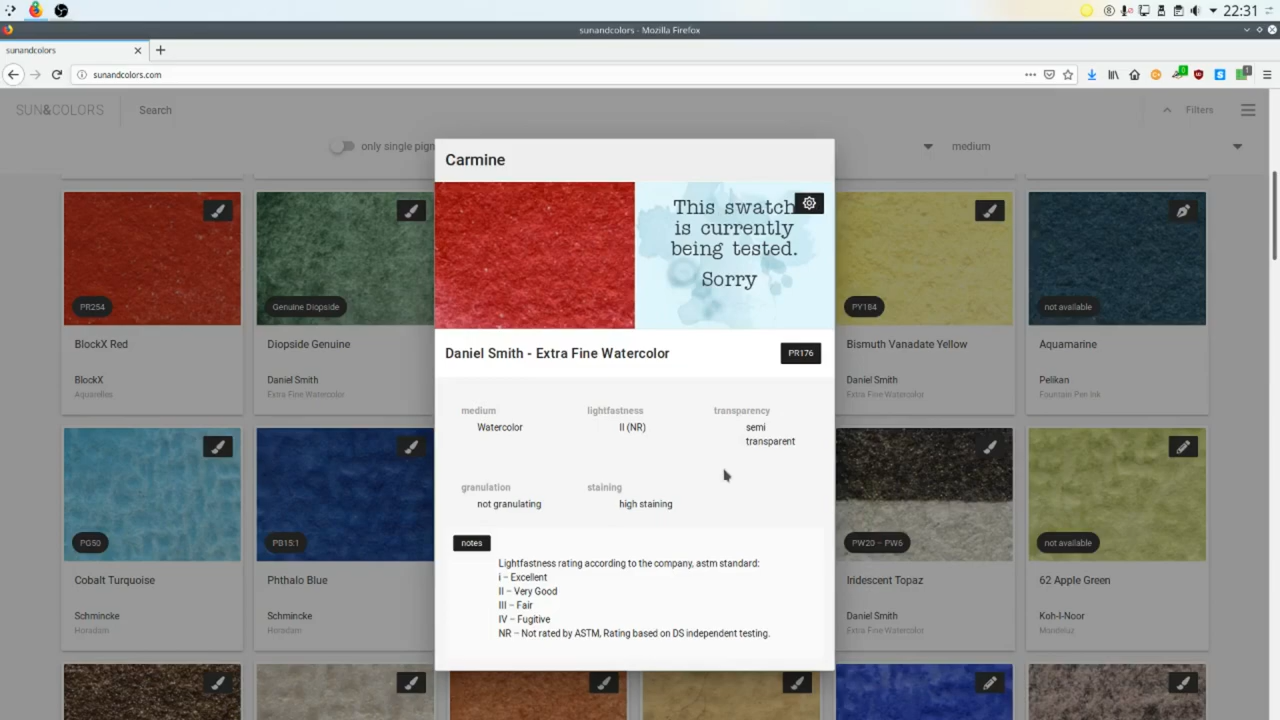 22:31
sunandcolors - Mozilla Firefox
sunandcolors
sunandcolors.com
SUN&COLORS
Search
Filters
only single pign
medium
Carmine
This swatch
is currently
being tested.
Sorry
Daniel Smith - Extra Fine Watercolor
PR176
medium
Watercolor
lightfastness
II (NR)
transparency
semi
transparent
granulation
not granulating
staining
high staining
notes
Lightfastness rating according to the company, astm standard:
i – Excellent
II – Very Good
III – Fair
IV – Fugitive
NR – Not rated by ASTM, Rating based on DS independent testing.
PR254
BlockX Red
BlockX
Aquarelles
Genuine Diopside
Diopside Genuine
Daniel Smith
Extra Fine Watercolor
PY184
Bismuth Vanadate Yellow
Daniel Smith
Extra Fine Watercolor
not available
Aquamarine
Pelikan
Fountain Pen Ink
PG50
Cobalt Turquoise
Schmincke
Horadam
PB15:1
Phthalo Blue
Schmincke
Horadam
PW20 – PW6
Iridescent Topaz
Daniel Smith
Extra Fine Watercolor
not available
62 Apple Green
Koh-I-Noor
Mondeluz